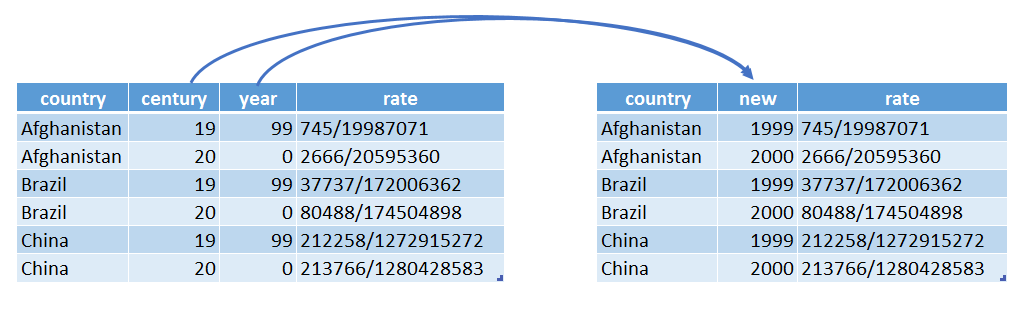 country century year rate
Afghanistan 19 99 745/19987071
Afghanistan 20 0 2666/20595360
Brazil 19 99 37737/172006362
Brazil 20 0 80488/174504898
China 19 99 212258/1272915272
China 20 0 213766/1280428583
country new rate
Afghanistan 1999 745/19987071
Afghanistan 2000 2666/20595360
Brazil 1999 37737/172006362
Brazil 2000 80488/174504898
China 1999 212258/1272915272
China 2000 213766/1280428583